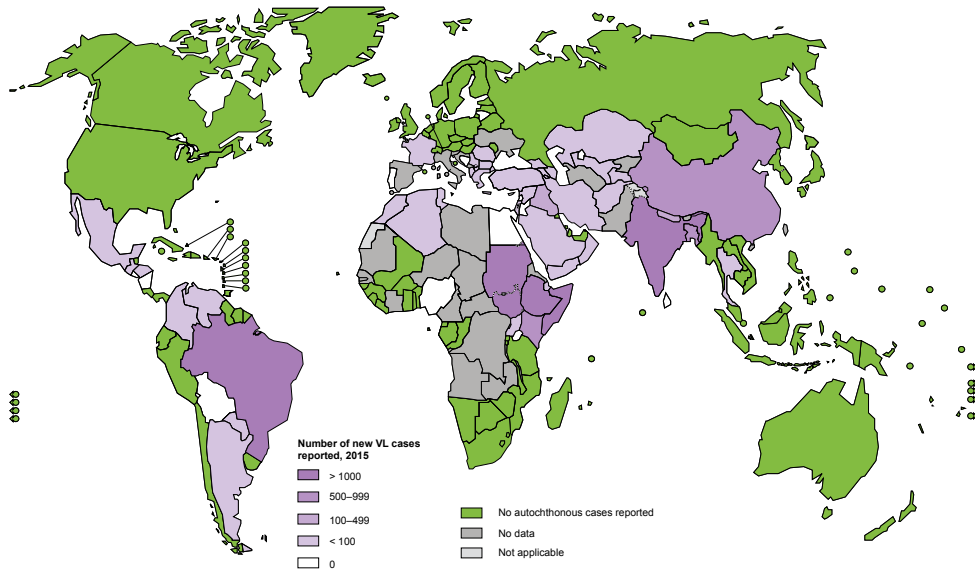 Number of new VL cases
reported, 2015
> 1000
500–999
100–499
< 100
0
No autochthonous cases reported
No data
Not applicable